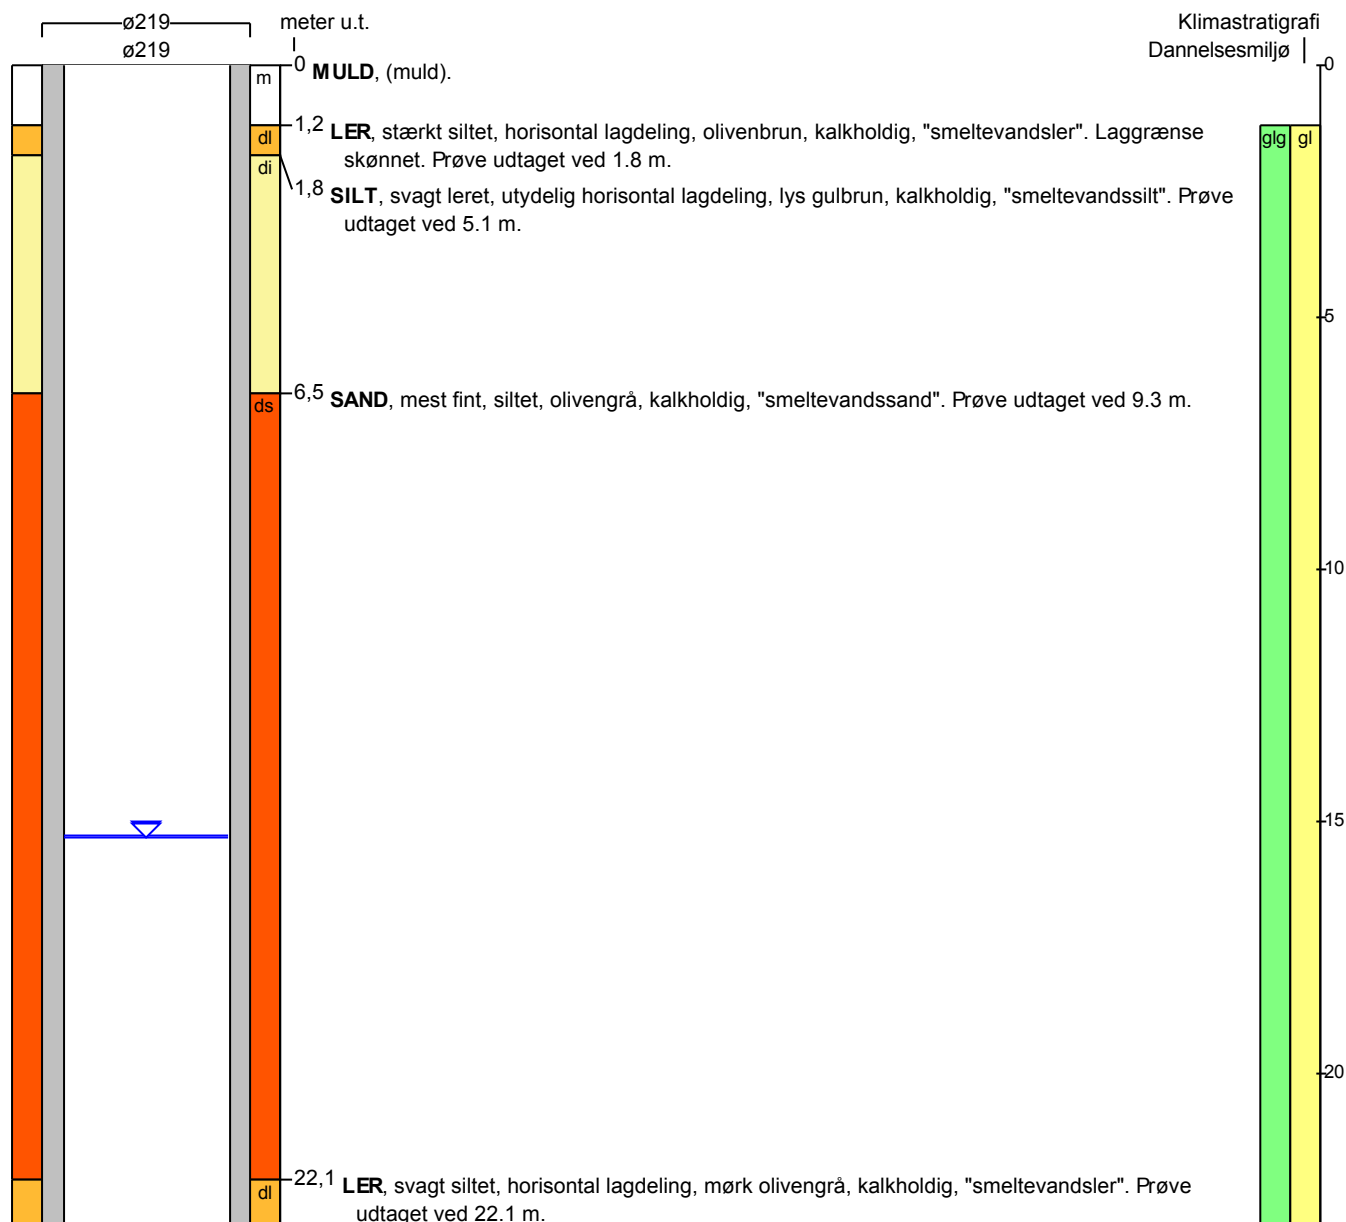 ø219 meter u.t. Klimastratigrafi
ø219 Dannelsesmiljø
m 0 MULD, (muld). 0
dl 1,2 LER, stærkt siltet, horisontal lagdeling, olivenbrun, kalkholdig, "smeltevandsler". Laggrænse glg gl
skønnet. Prøve udtaget ved 1.8 m.
di 1,8 SILT, svagt leret, utydelig horisontal lagdeling, lys gulbrun, kalkholdig, "smeltevandssilt". Prøve
udtaget ved 5.1 m.
5
ds 6,5 SAND, mest fint, siltet, olivengrå, kalkholdig, "smeltevandssand". Prøve udtaget ved 9.3 m.
10
15
20
dl 22,1 LER, svagt siltet, horisontal lagdeling, mørk olivengrå, kalkholdig, "smeltevandsler". Prøve
udtaget ved 22.1 m.